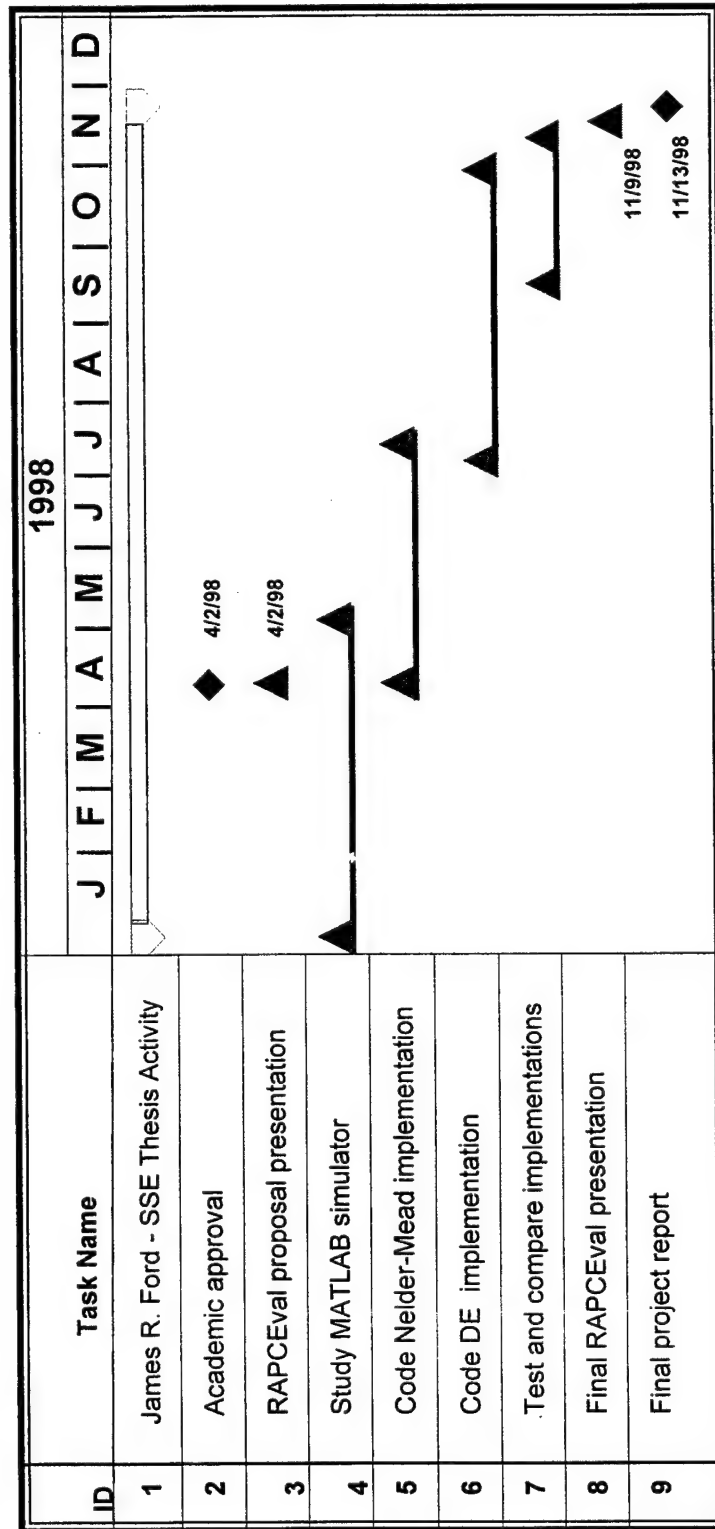 1998
ID Task Name J | F | M | A | M | J | J | A | S | O | N | D
1 James R. Ford - SSE Thesis Activity
2 Academic approval 4/2/98
3 RAPCEval proposal presentation 4/2/98
4 Study MATLAB simulator
5 Code Nelder-Mead implementation
6 Code DE implementation
7 Test and compare implementations
8 Final RAPCEval presentation 11/9/98
9 Final project report 11/13/98